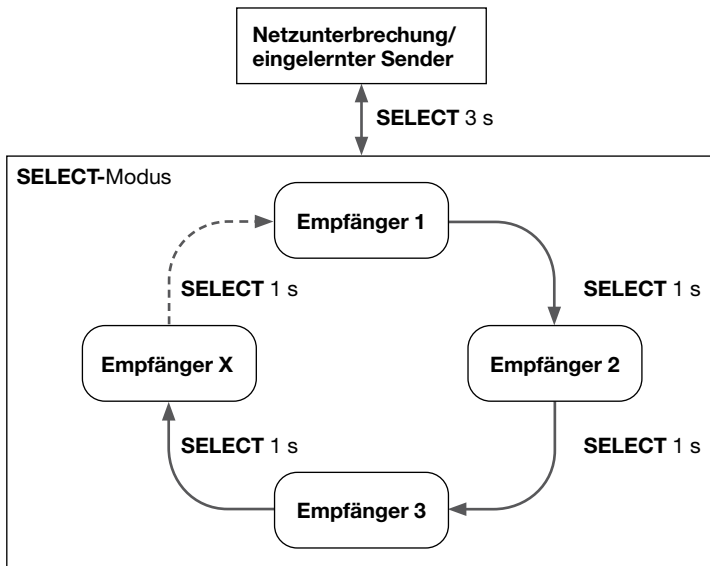 Netzunterbrechung/
eingelernter Sender
SELECT 3 s
SELECT-Modus
Empfänger 1
SELECT 1 s
SELECT 1 s
Empfänger X
Empfänger 2
SELECT 1 s
SELECT 1 s
Empfänger 3